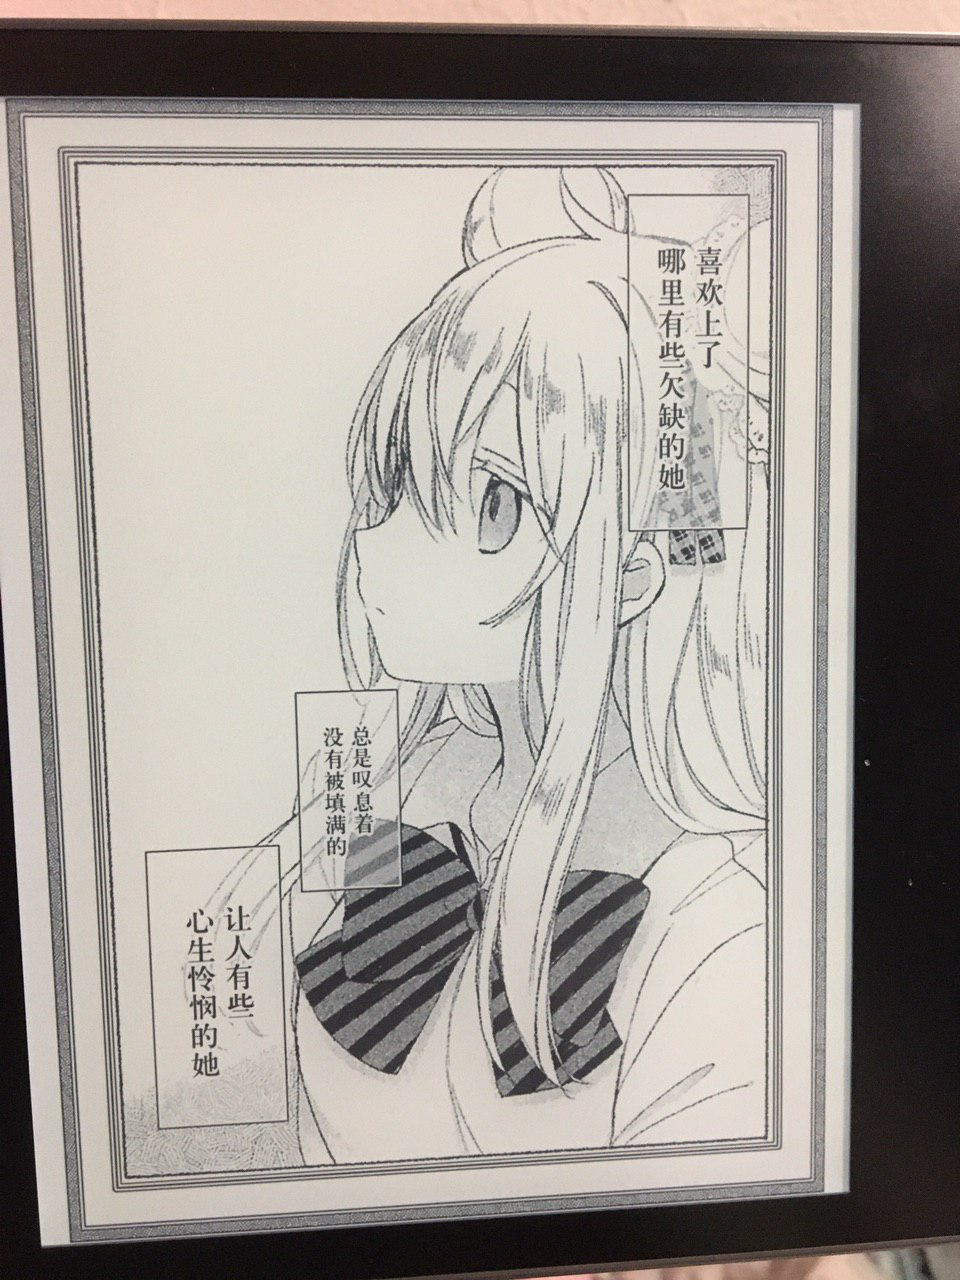 喜欢上了
哪里有些欠缺的她
总是叹息着
没有被填满的
让人有些
心生怜悯的她